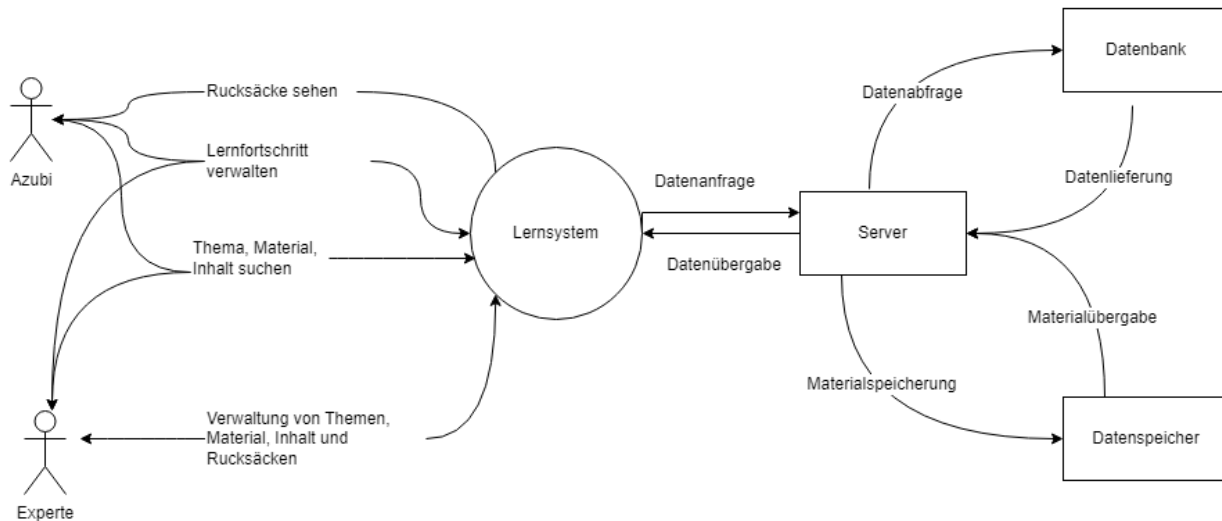 Datenbank
Rucksäcke sehen
Datenabfrage
Lernfortschritt
verwalten
Azubi
Datenanfrage
Datenlieferung
Lernsystem
Server
Thema, Material,
Inhalt suchen
Datenübergabe
Materialübergabe
Materialspeicherung
Verwaltung von Themen,
Material, Inhalt und
Rucksäcken
Datenspeicher
Experte